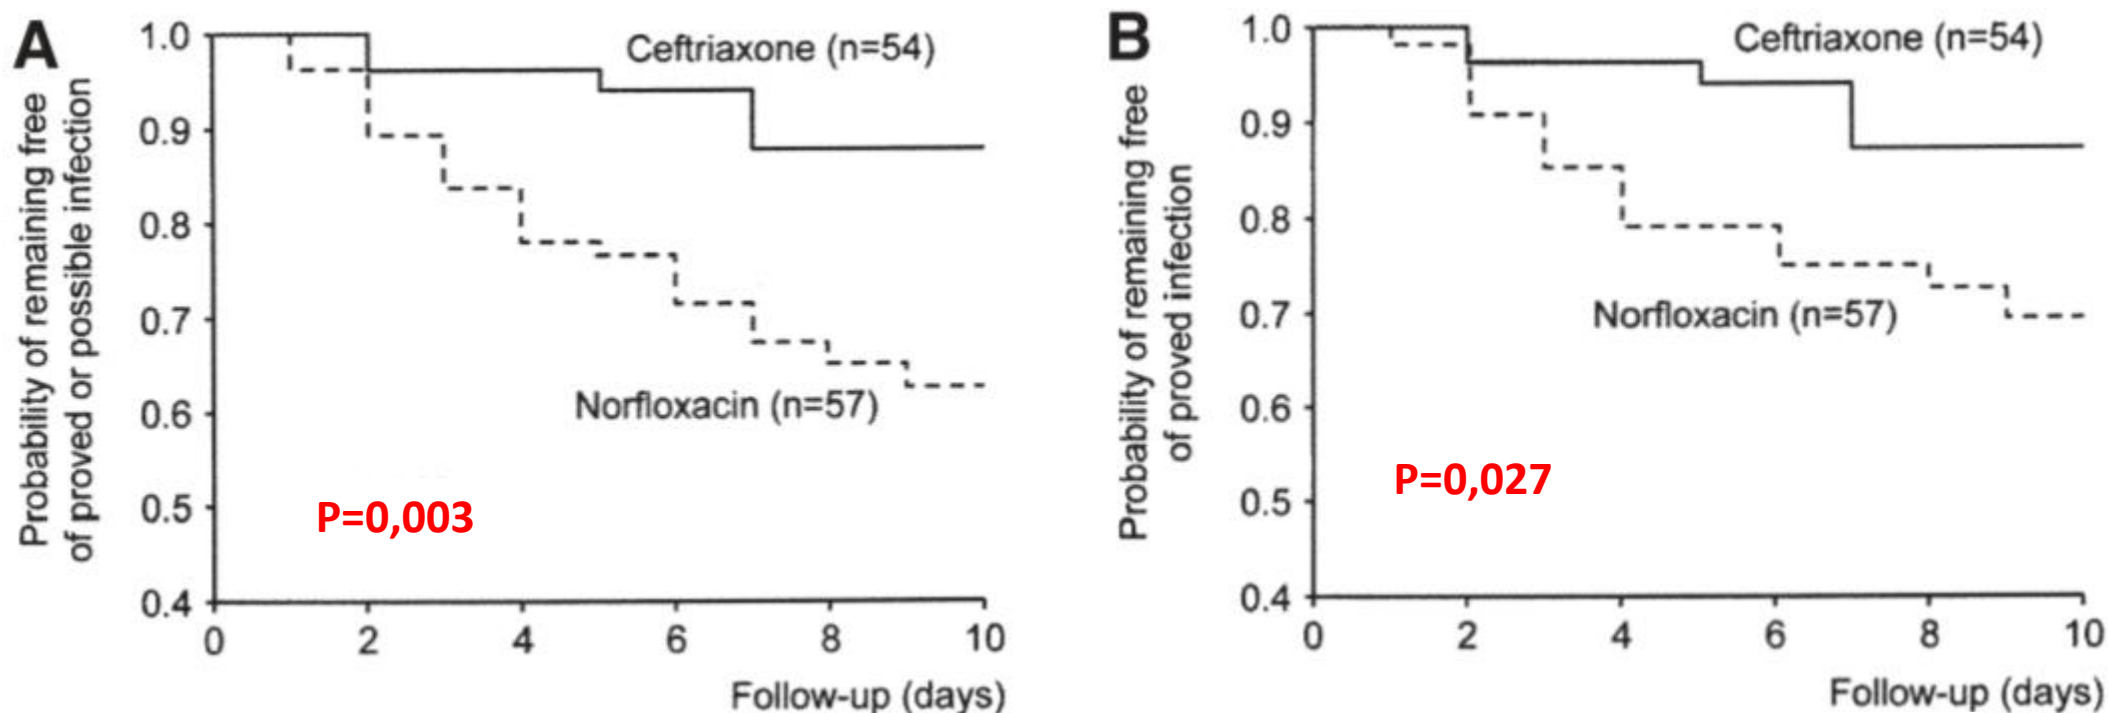 A
Probability of remaining free
of proved or possible infection
1.0
0.9
0.8
0.7
0.6
0.5
0.4
Ceftriaxone (n=54)
Norfloxacin (n=57)
P=0,003
0 2 4 6 8 10
Follow-up (days)
B
Probability of remaining free
of proved infection
1.0
0.9
0.8
0.7
0.6
0.5
0.4
Ceftriaxone (n=54)
Norfloxacin (n=57)
P=0,027
0 2 4 6 8 10
Follow-up (days)